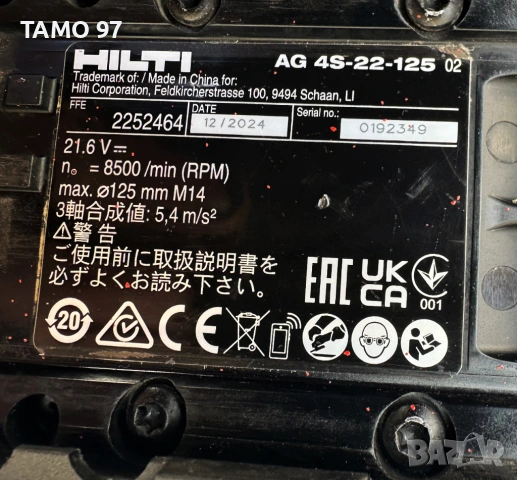 TAMO 97
HILTI
AG 4S-22-125 02
Trademark of: / Made in China for:
Hilti Corporation, Feldkircherstrasse 100, 9494 Schaan, LI
FFE
2252464
DATE
12/2024
Serial no.:
0192349
21.6 V
n₀ = 8500 /min (RPM)
max. ø125 mm M14
3軸合成値: 5,4 m/s²
⚠警告
ご使用前に取扱説明書を
必ずよくお読み下さい。
EAC
UK
CA
001
20
CE
BAZAR